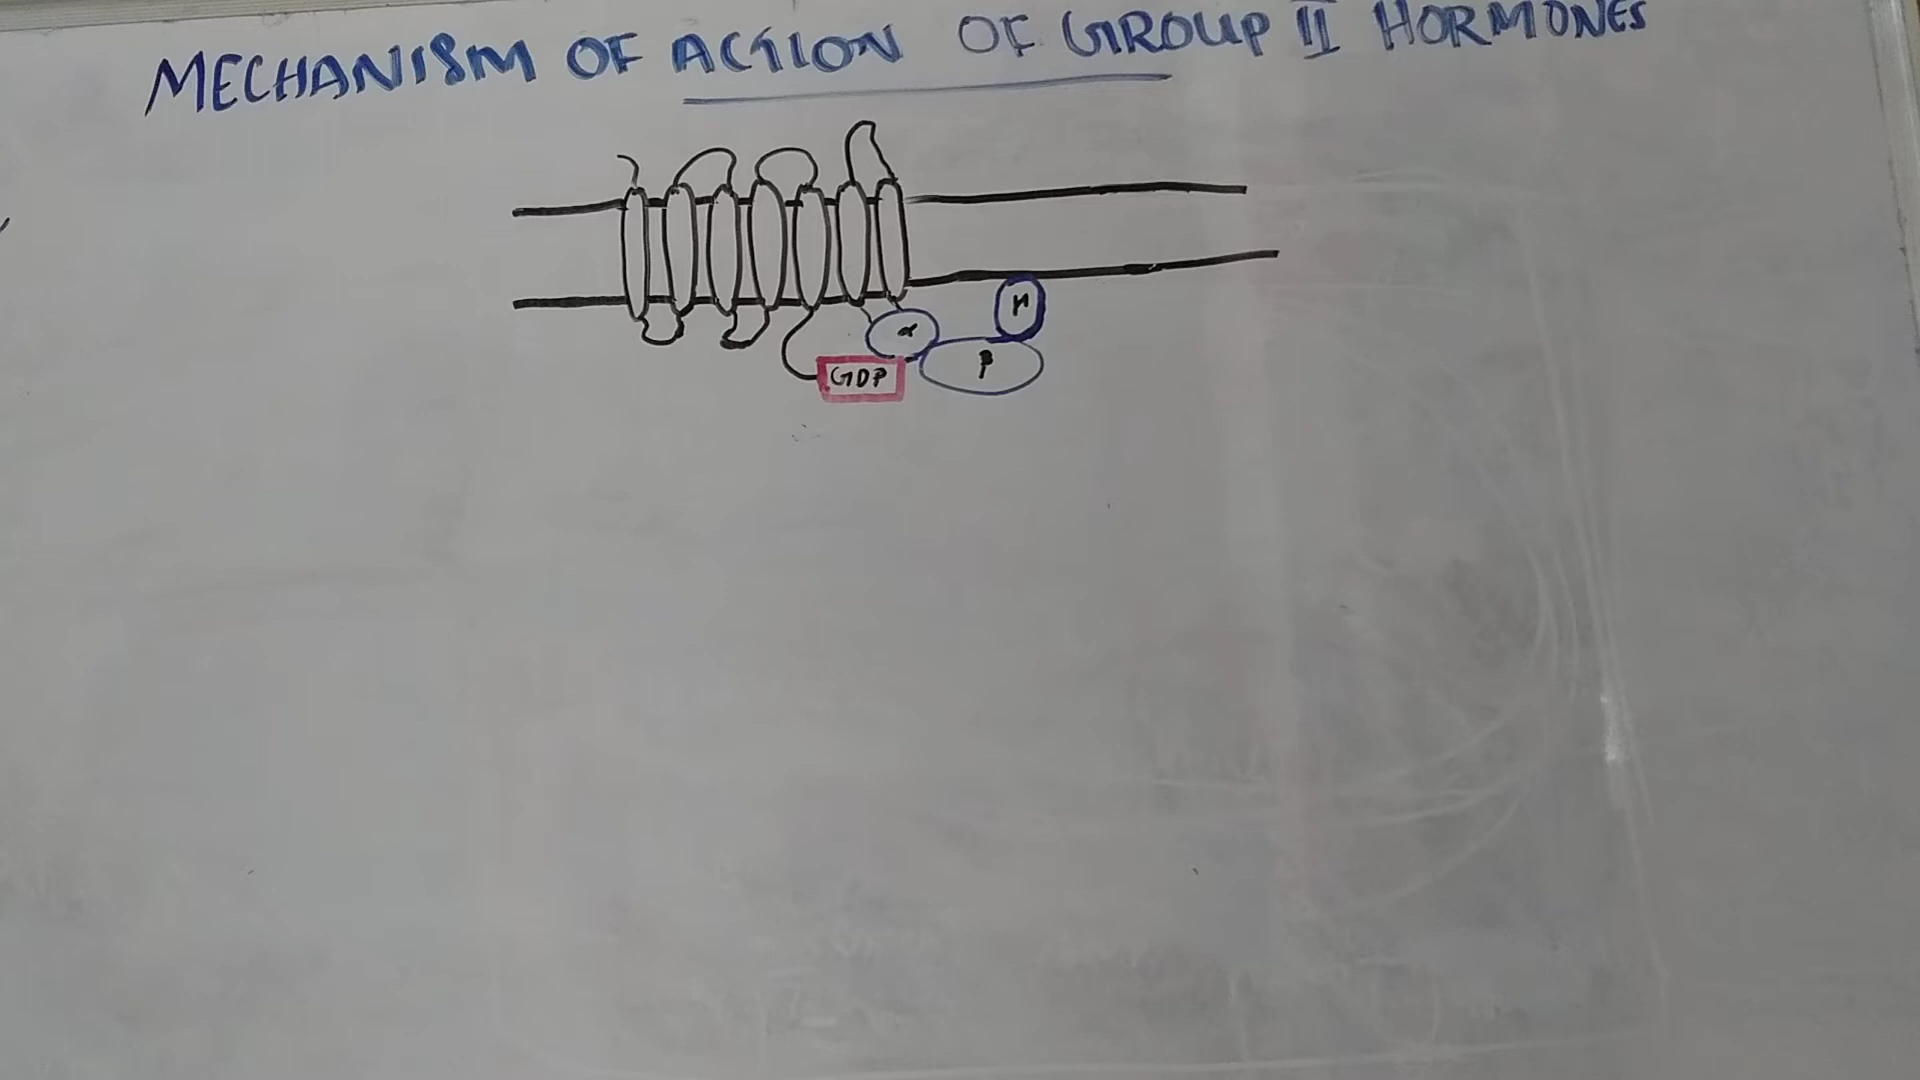 MECHANISM OF ACTION OF GROUP II HORMONES
γ
α
β
GDP